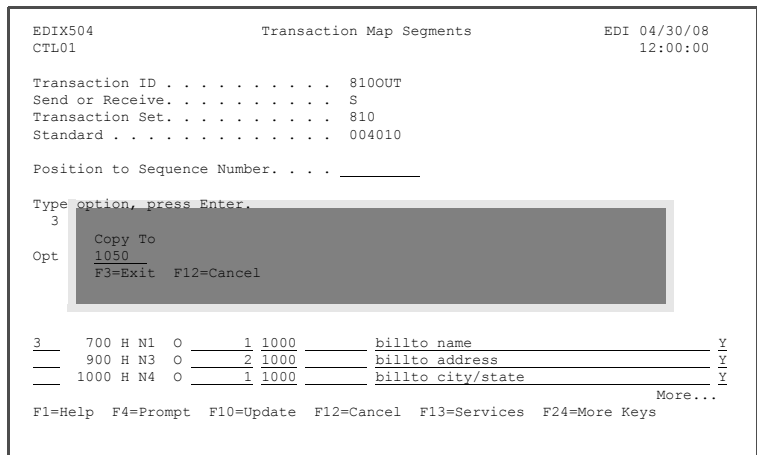 EDIX504 Transaction Map Segments EDI 04/30/08
CTL01 12:00:00
Transaction ID . . . . . . . . . . 810OUT
Send or Receive. . . . . . . . . . S
Transaction Set. . . . . . . . . . 810
Standard . . . . . . . . . . . . . 004010
Position to Sequence Number. . . .
Type option, press Enter.
3
Copy To
Opt 1050
F3=Exit F12=Cancel
3 700 H N1 O 1 1000 billto name Y
900 H N3 O 2 1000 billto address Y
1000 H N4 O 1 1000 billto city/state Y
More...
F1=Help F4=Prompt F10=Update F12=Cancel F13=Services F24=More Keys